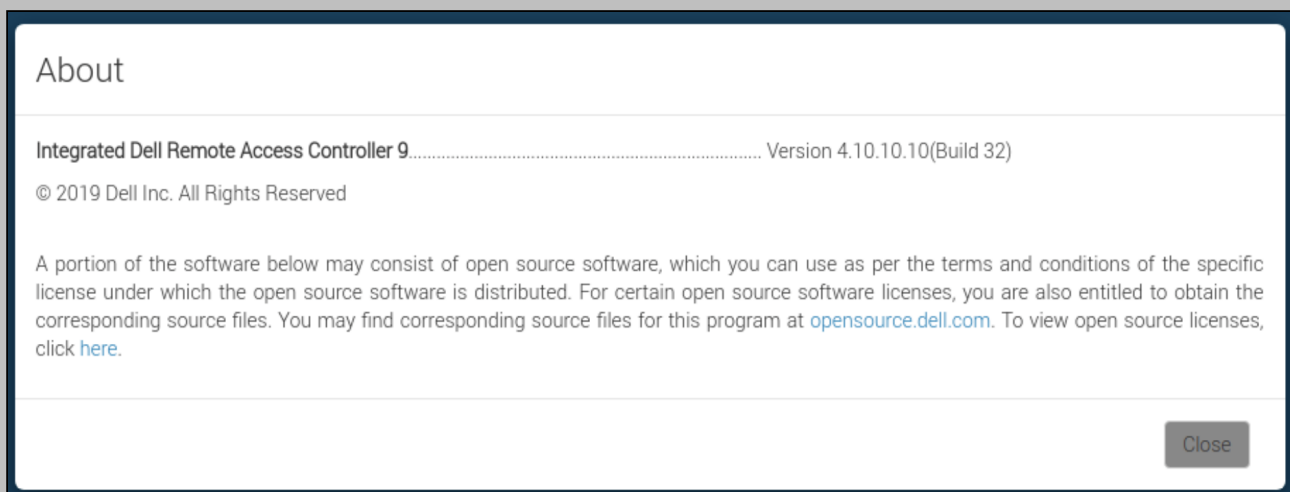 About
Integrated Dell Remote Access Controller 9........................................................................... Version 4.10.10.10(Build 32)
© 2019 Dell Inc. All Rights Reserved
A portion of the software below may consist of open source software, which you can use as per the terms and conditions of the specific
license under which the open source software is distributed. For certain open source software licenses, you are also entitled to obtain the
corresponding source files. You may find corresponding source files for this program at opensource.dell.com. To view open source licenses,
click here.
Close